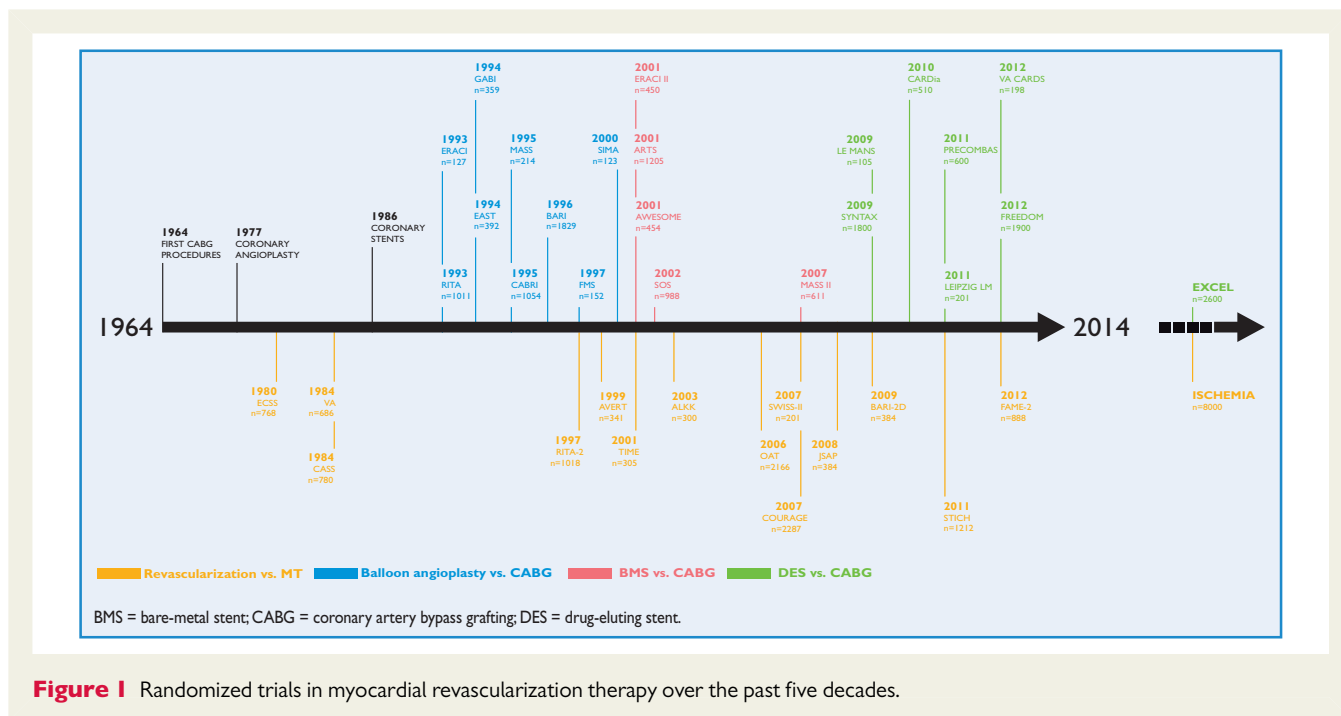 1994
GABI
n=359
2001
ERACI II
n=450
2010
CARDia
n=510
2012
VA CARDS
n=198
1993
ERACI
n=127
1995
MASS
n=214
2000
SIMA
n=123
2001
ARTS
n=1205
2009
LE MANS
n=105
2011
PRECOMBAS
n=600
1994
EAST
n=392
1996
BARI
n=1829
2001
AWESOME
n=454
2009
SYNTAX
n=1800
2012
FREEDOM
n=1900
1964
FIRST CABG
PROCEDURES
1977
CORONARY
ANGIOPLASTY
1986
CORONARY
STENTS
1993
RITA
n=1011
1995
CABRI
n=1054
1997
FMS
n=152
2002
SOS
n=988
2007
MASS II
n=611
2011
LEIPZIG LM
n=201
EXCEL
n=2600
1964
2014
1980
ECSS
n=768
1984
VA
n=686
1999
AVERT
n=341
2003
ALKK
n=300
2007
SWISS-II
n=201
2009
BARI-2D
n=384
2012
FAME-2
n=888
ISCHEMIA
n=8000
1984
CASS
n=780
1997
RITA-2
n=1018
2001
TIME
n=305
2006
OAT
n=2166
2008
JSAP
n=384
2007
COURAGE
n=2287
2011
STICH
n=1212
Revascularization vs. MT
Balloon angioplasty vs. CABG
BMS vs. CABG
DES vs. CABG
BMS = bare-metal stent; CABG = coronary artery bypass grafting; DES = drug-eluting stent.
Figure 1 Randomized trials in myocardial revascularization therapy over the past five decades.